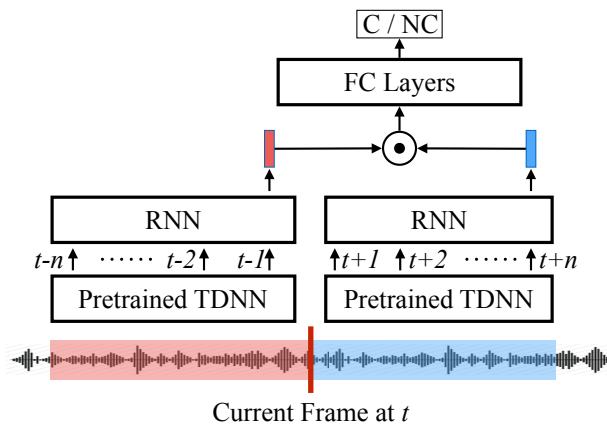 C / NC
FC Layers
RNN RNN
t-n ······ t-2 t-1 t+1 t+2 ······ t+n
Pretrained TDNN Pretrained TDNN
Current Frame at t